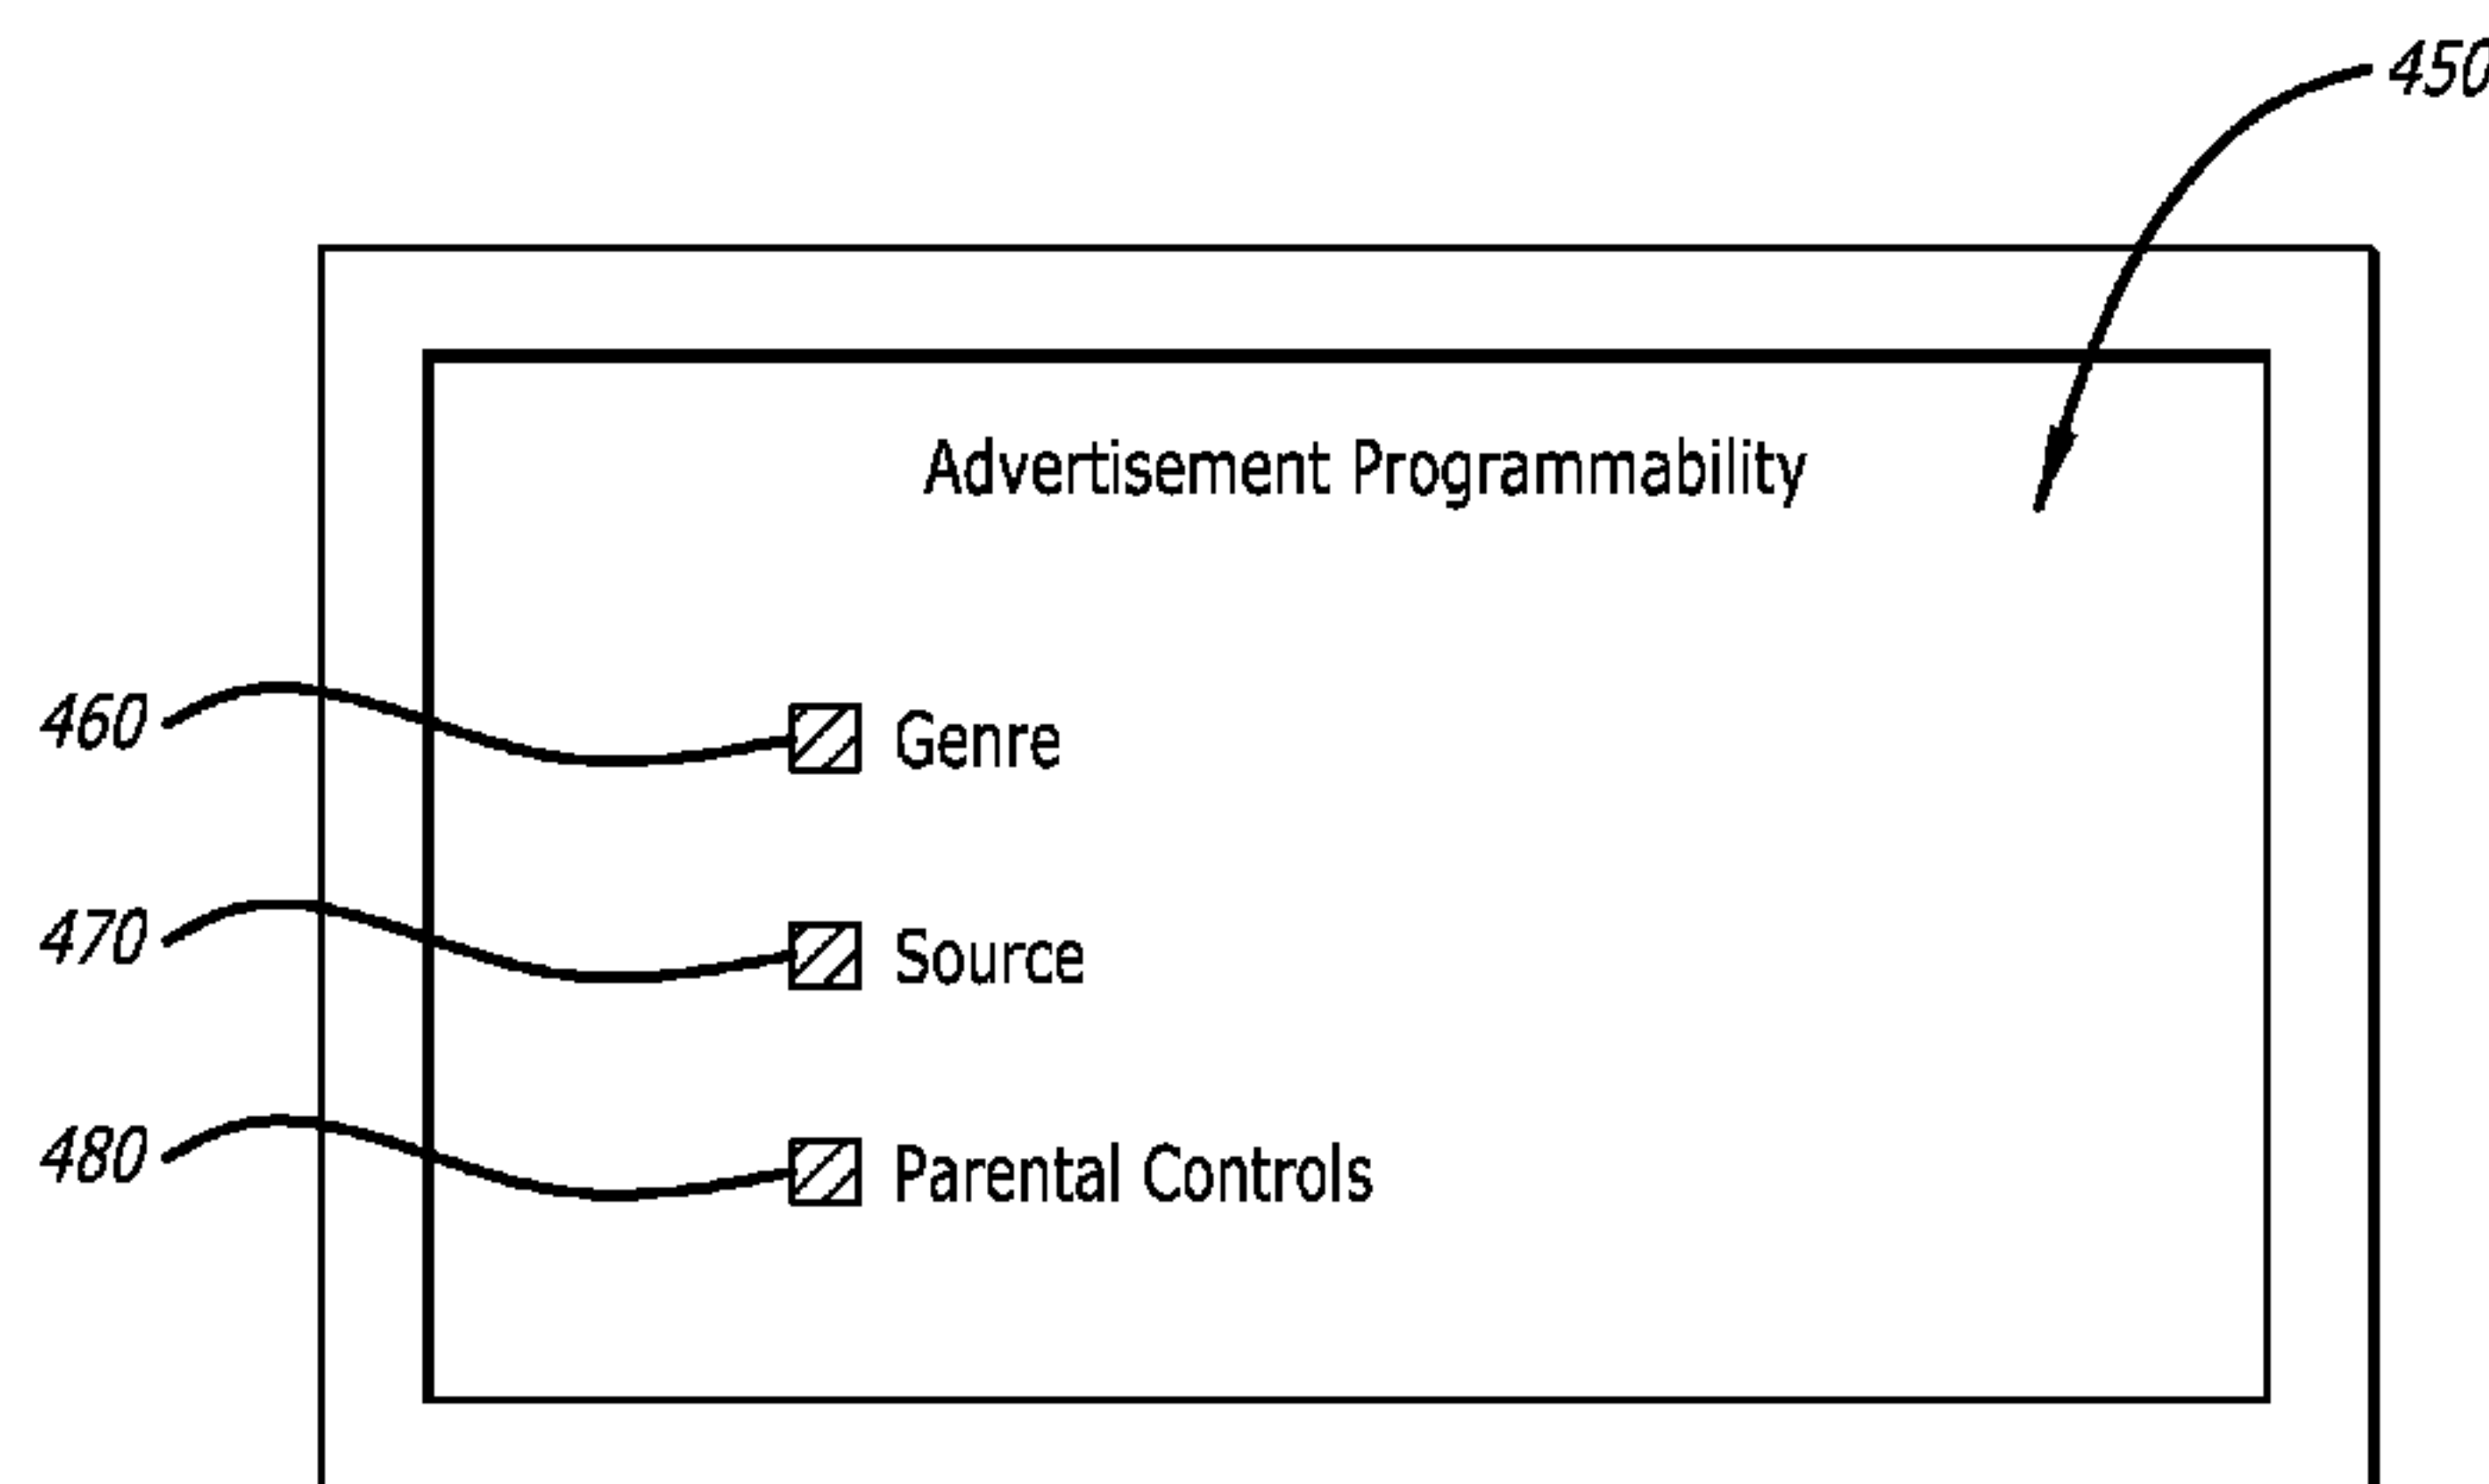 450
Advertisement Programmability
460 Genre
470 Source
480 Parental Controls